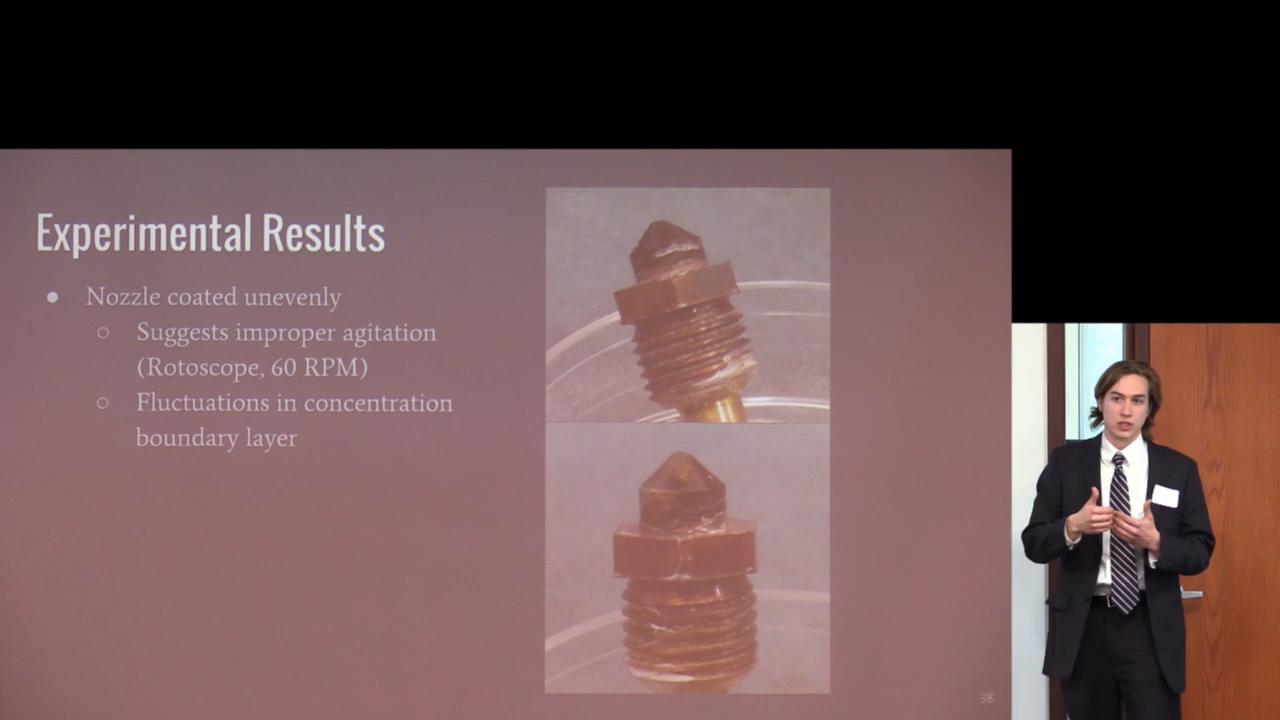 Experimental Results
● Nozzle coated unevenly
○ Suggests improper agitation
(Rotoscope, 60 RPM)
○ Fluctuations in concentration
boundary layer
38